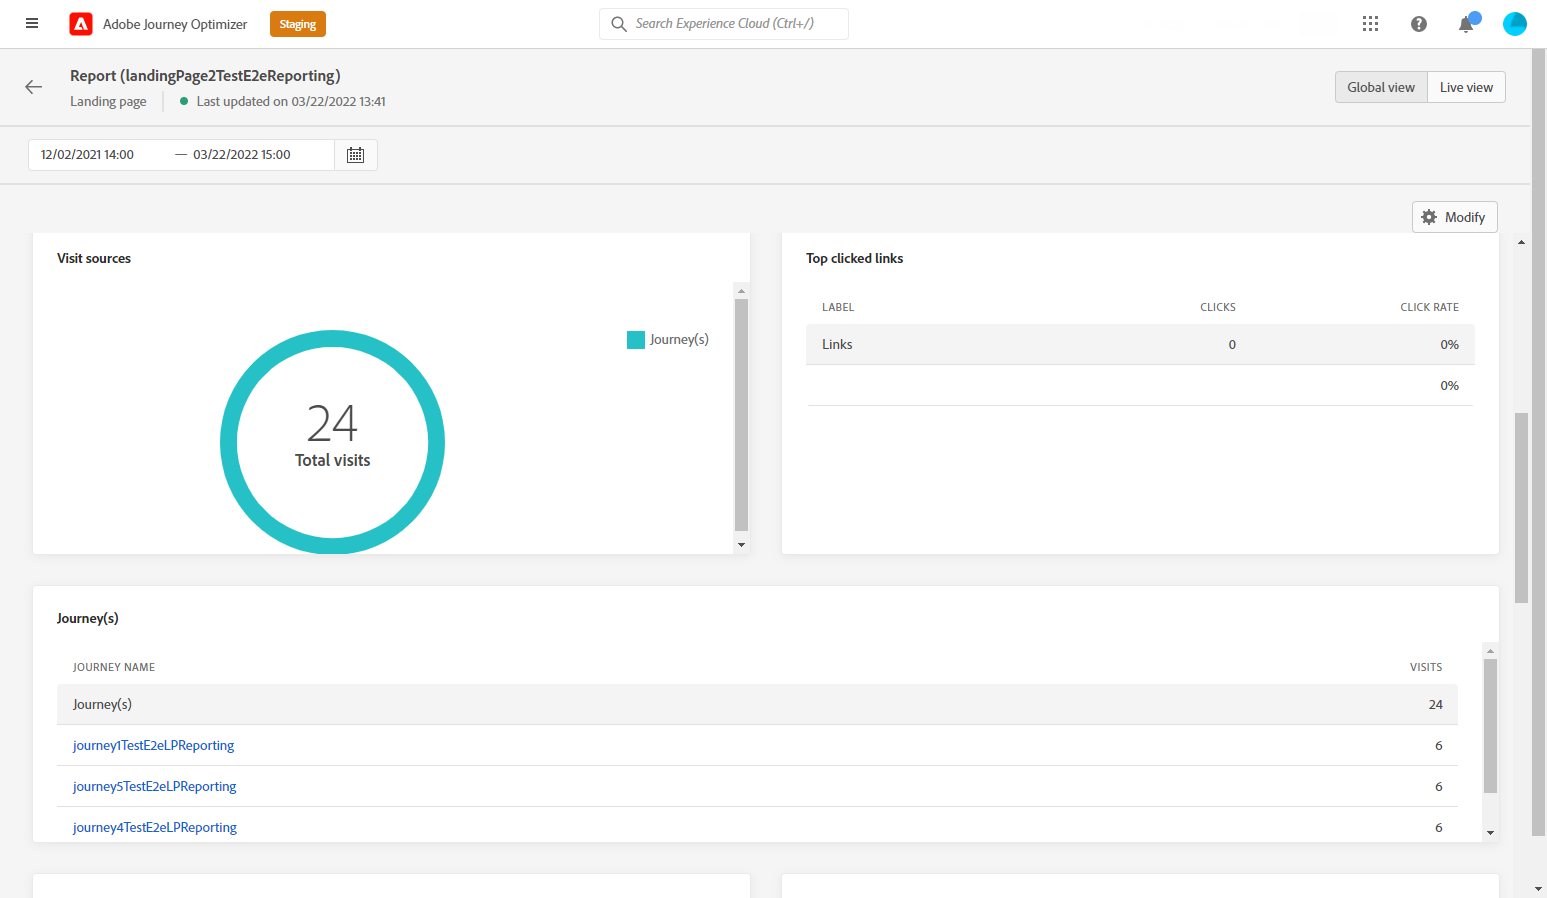 Adobe Journey Optimizer
Staging
Search Experience Cloud (Ctrl+/)
Report (landingPage2TestE2eReporting)
Landing page
Last updated on 03/22/2022 13:41
Global view
Live view
12/02/2021 14:00 — 03/22/2022 15:00
Modify
Visit sources
Journey(s)
24
Total visits
Top clicked links
LABEL CLICKS CLICK RATE
Links 0 0%
0%
Journey(s)
JOURNEY NAME VISITS
Journey(s) 24
journey1TestE2eLPReporting 6
journey5TestE2eLPReporting 6
journey4TestE2eLPReporting 6